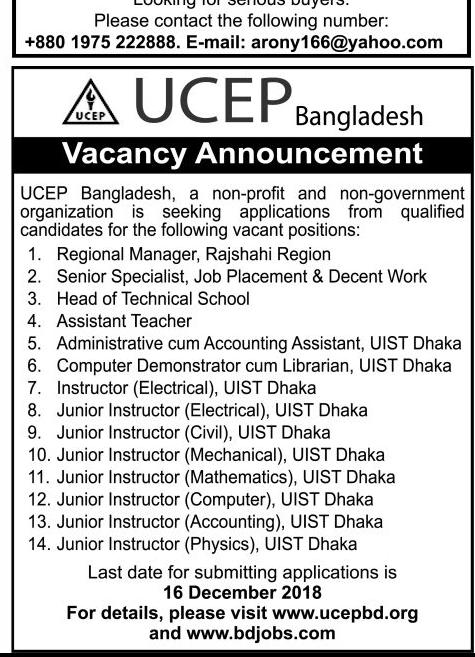 Looking for serious buyers.
Please contact the following number:
+880 1975 222888. E-mail: arony166@yahoo.com
UCEP
UCEP Bangladesh
Vacancy Announcement
UCEP Bangladesh, a non-profit and non-government
organization is seeking applications from qualified
candidates for the following vacant positions:
1. Regional Manager, Rajshahi Region
2. Senior Specialist, Job Placement & Decent Work
3. Head of Technical School
4. Assistant Teacher
5. Administrative cum Accounting Assistant, UIST Dhaka
6. Computer Demonstrator cum Librarian, UIST Dhaka
7. Instructor (Electrical), UIST Dhaka
8. Junior Instructor (Electrical), UIST Dhaka
9. Junior Instructor (Civil), UIST Dhaka
10. Junior Instructor (Mechanical), UIST Dhaka
11. Junior Instructor (Mathematics), UIST Dhaka
12. Junior Instructor (Computer), UIST Dhaka
13. Junior Instructor (Accounting), UIST Dhaka
14. Junior Instructor (Physics), UIST Dhaka
Last date for submitting applications is
16 December 2018
For details, please visit www.ucepbd.org
and www.bdjobs.com